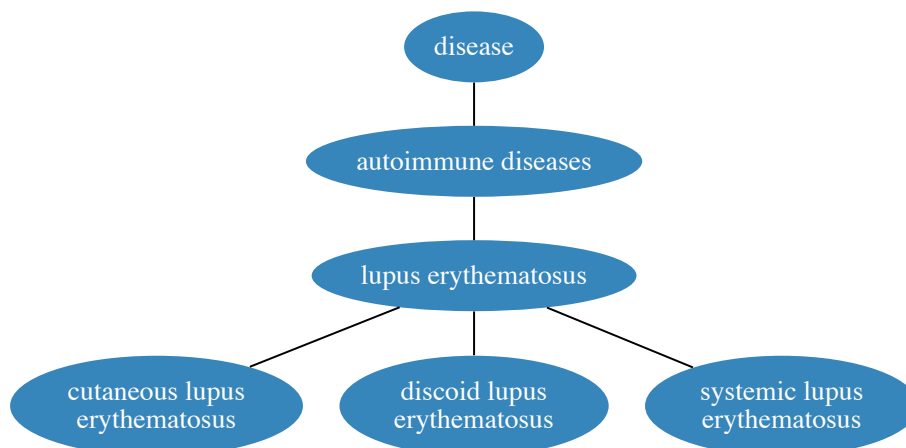 disease
autoimmune diseases
lupus erythematosus
cutaneous lupus
erythematosus
discoid lupus
erythematosus
systemic lupus
erythematosus